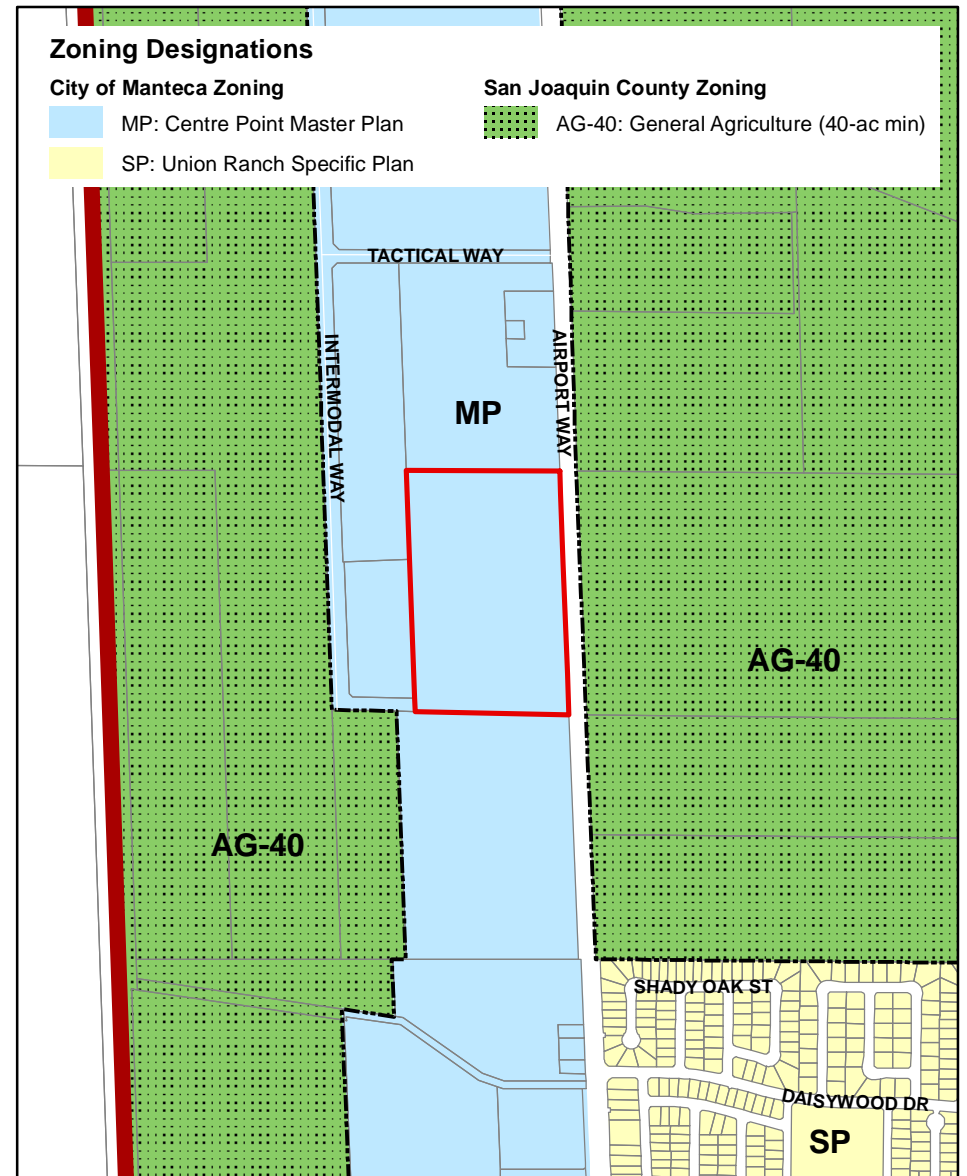 Zoning Designations
City of Manteca Zoning
MP: Centre Point Master Plan
SP: Union Ranch Specific Plan
San Joaquin County Zoning
AG-40: General Agriculture (40-ac min)
TACTICAL WAY
INTERMODAL WAY
AIRPORT WAY
MP
AG-40
AG-40
SHADY OAK ST
DAISYWOOD DR
SP